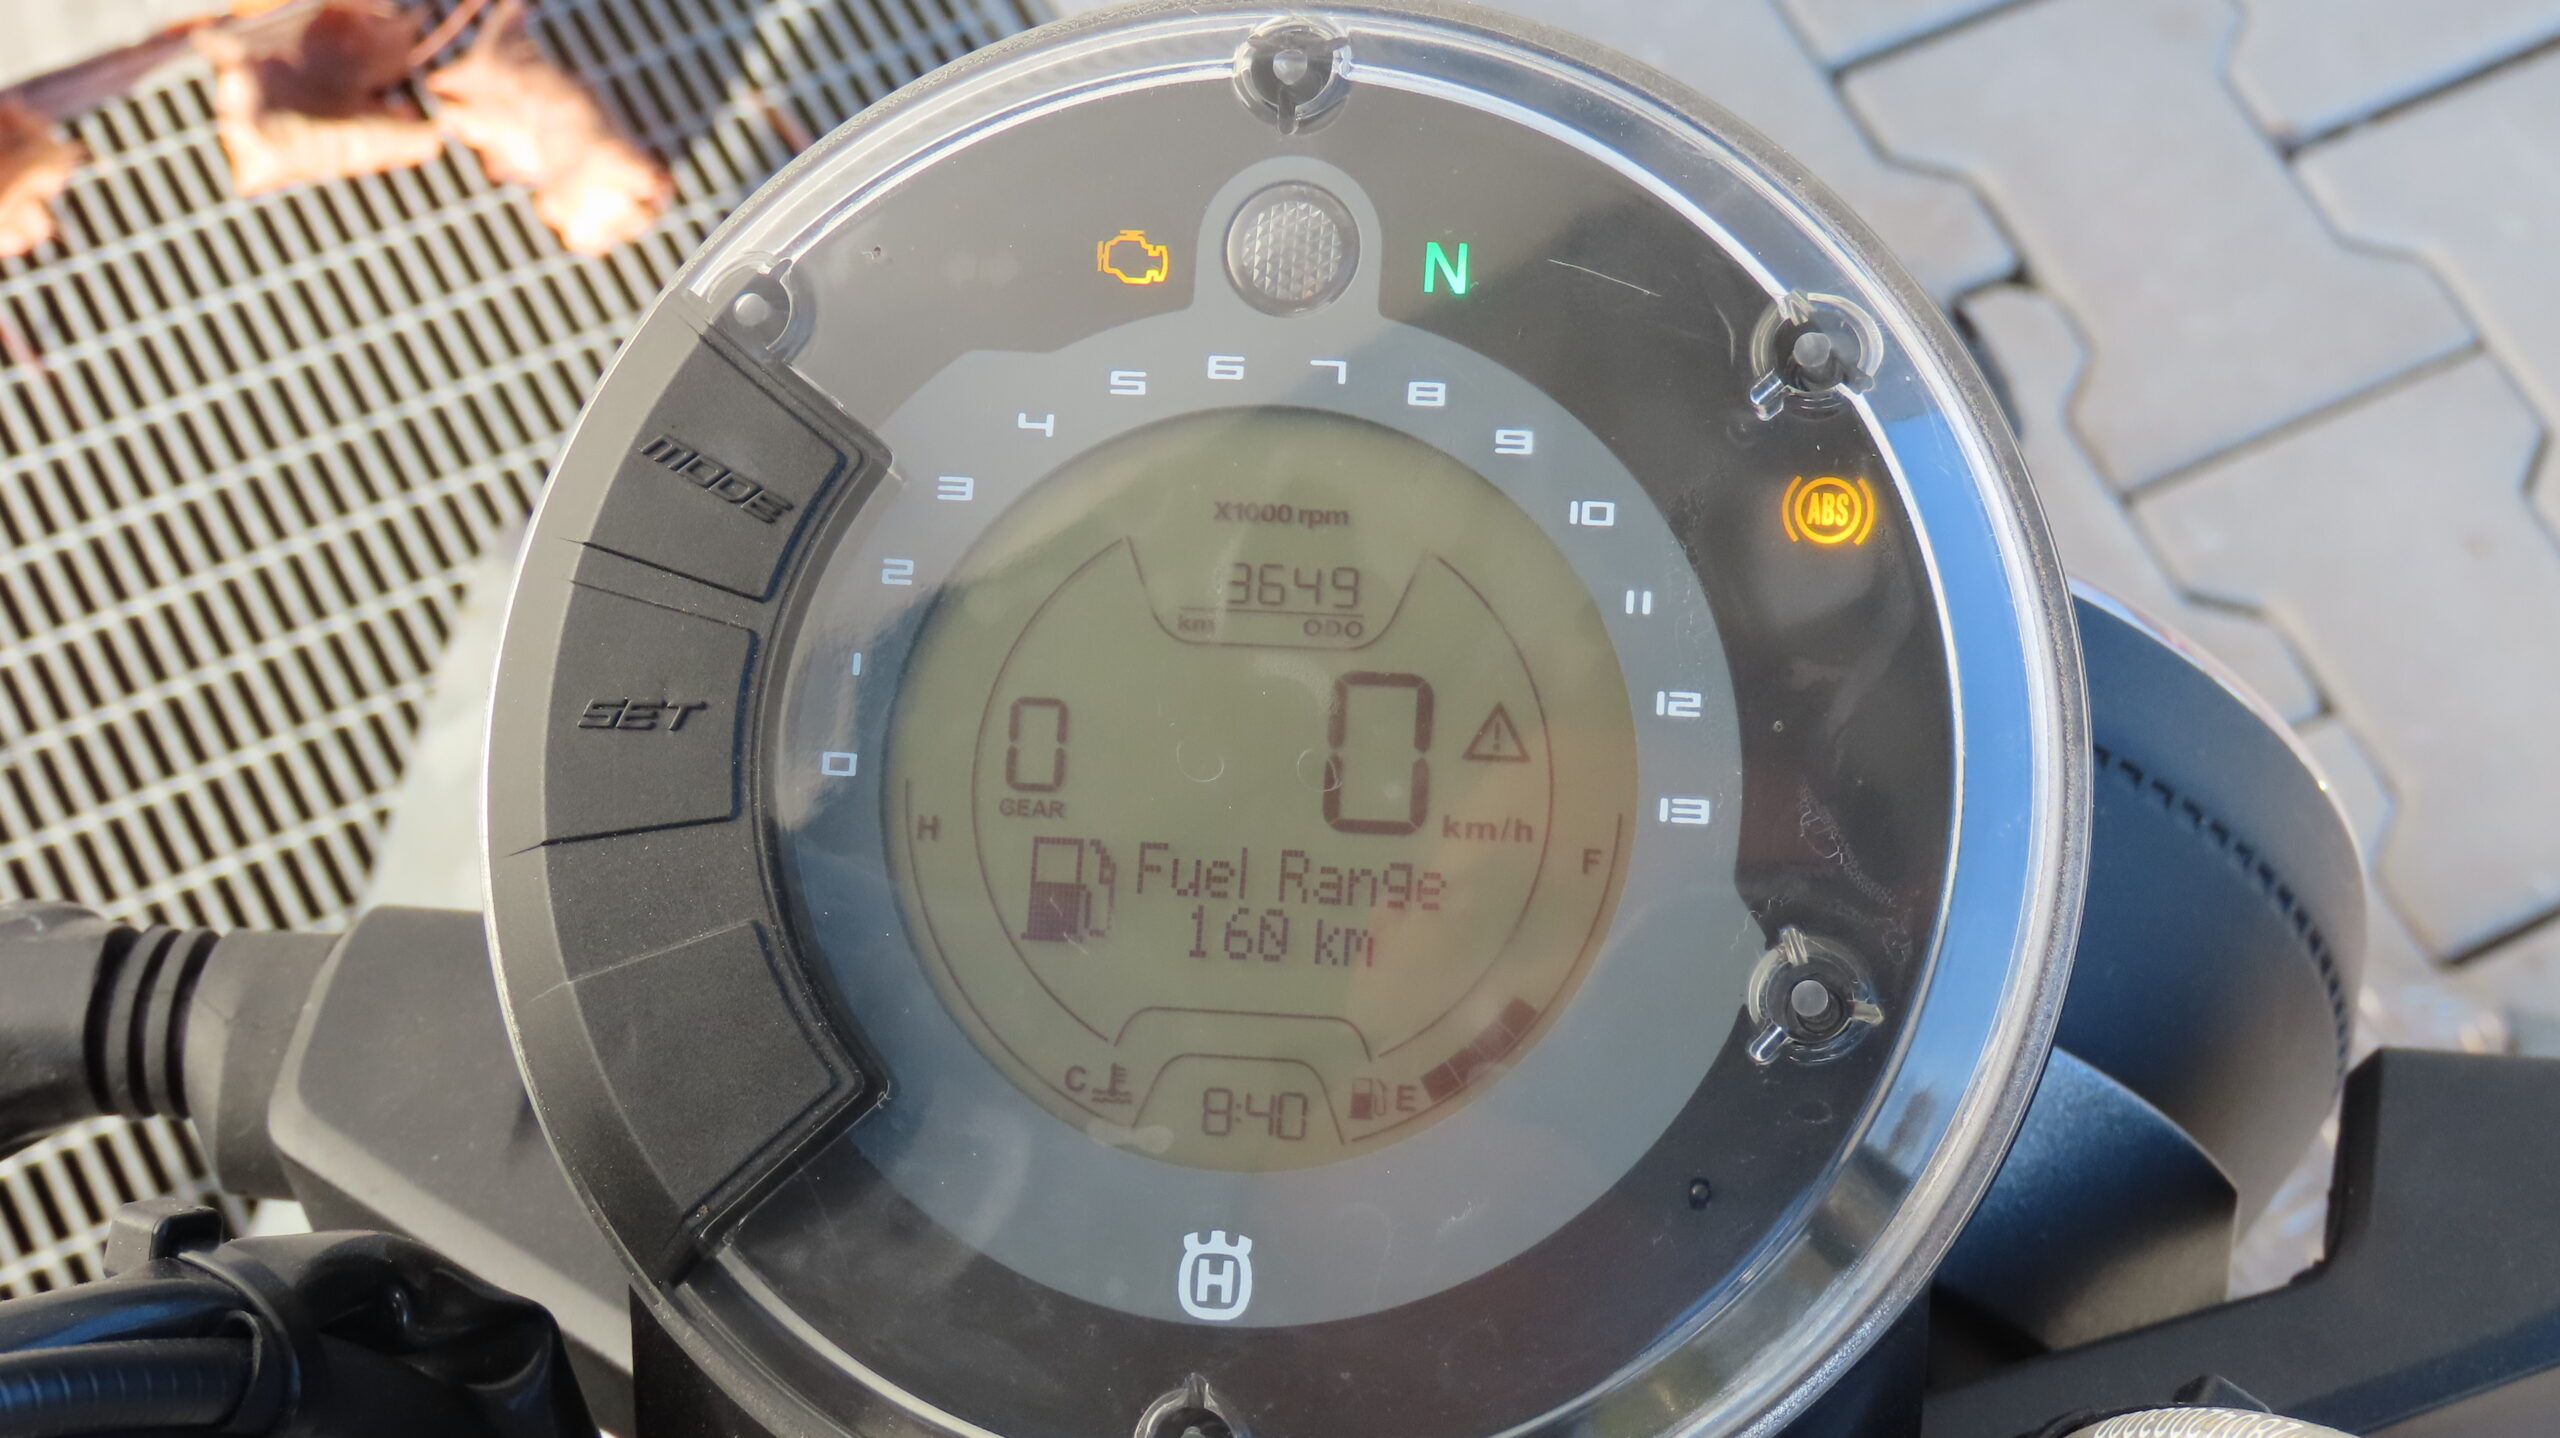 N
0 1 2 3 4 5 6 7 8 9 10 11 12 13
MODE
ABS
X1000 rpm
3649
km ODO
SET
0
GEAR
0
km/h
H
F
Fuel Range
160 km
C
E
8:40
H